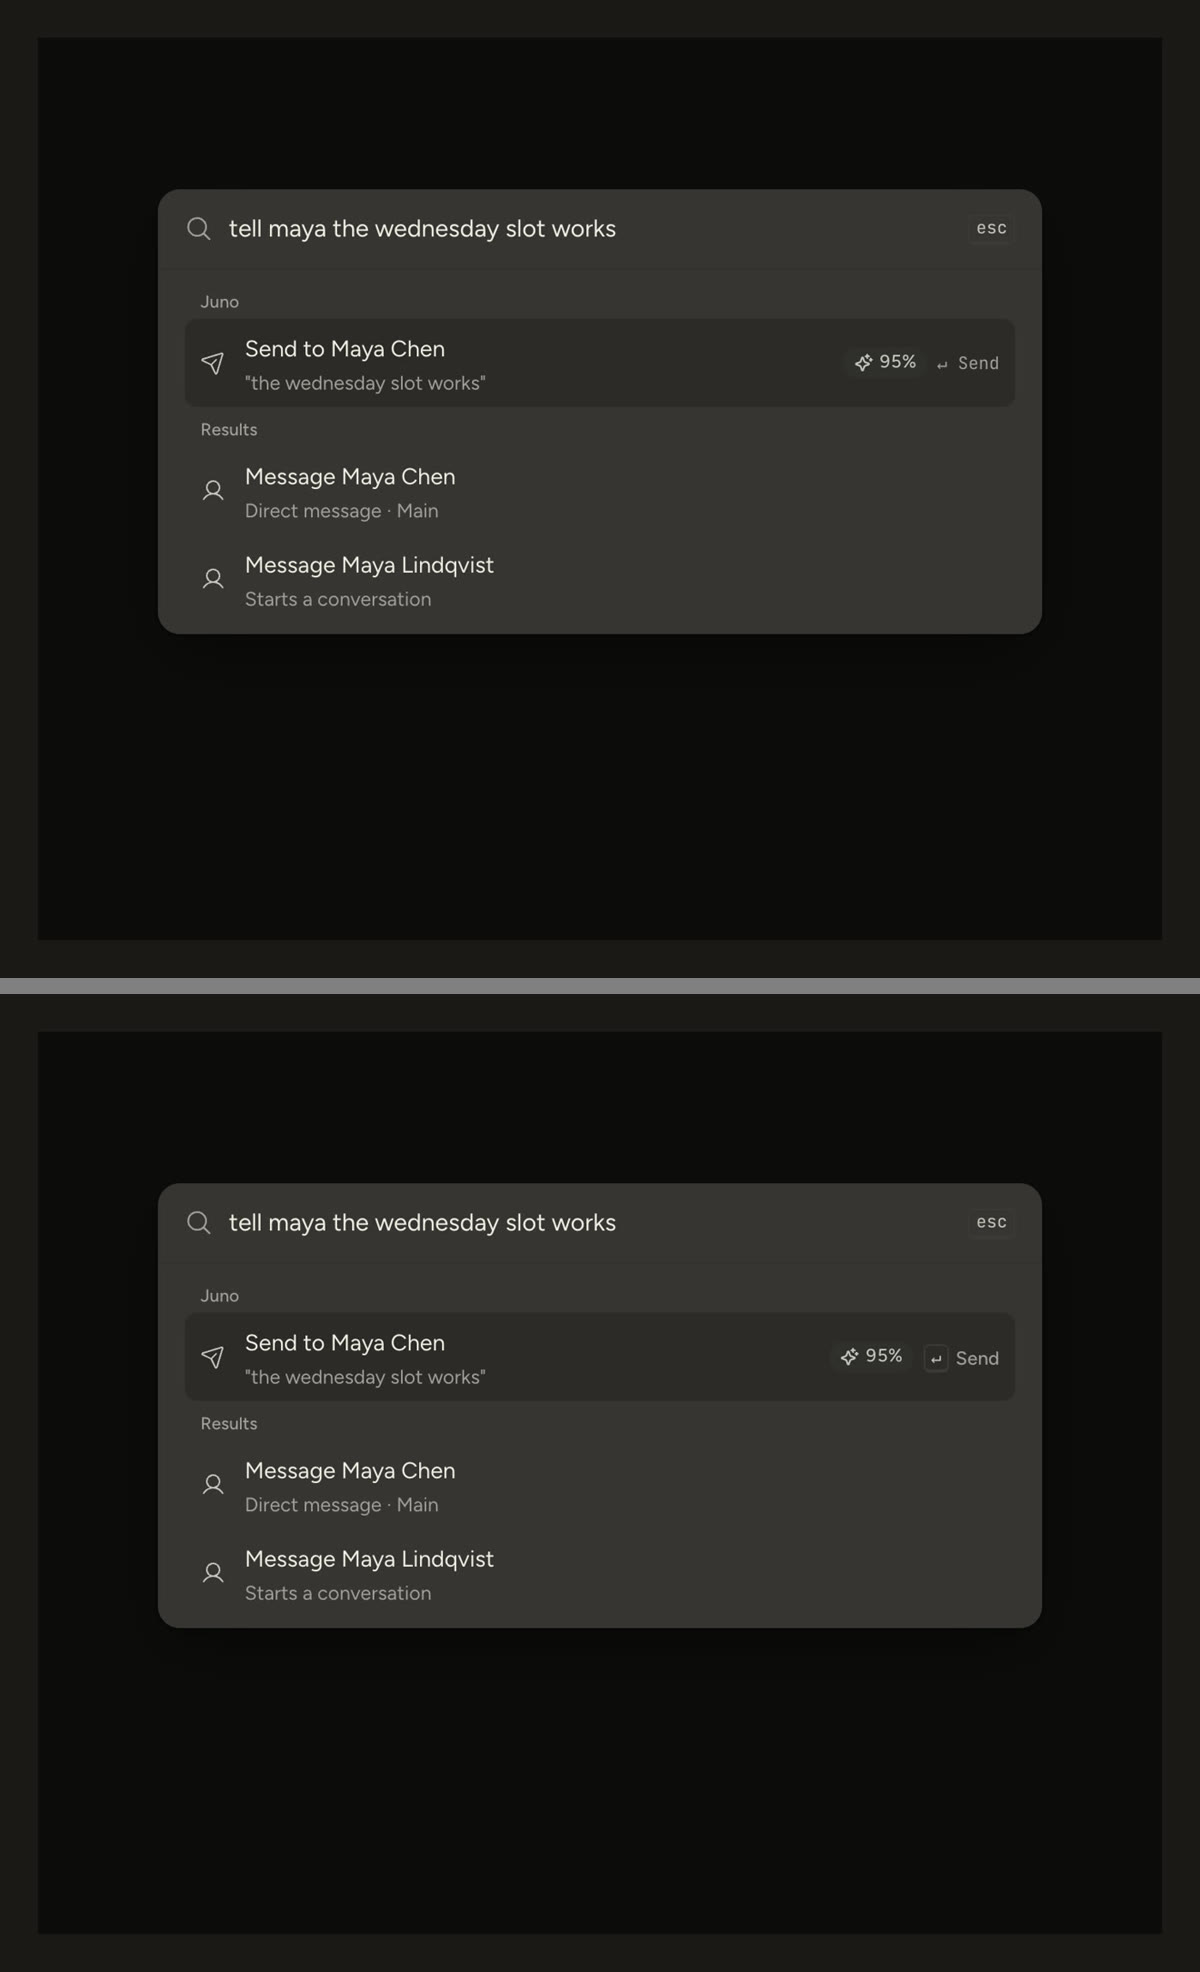 tell maya the wednesday slot works esc
Juno
Send to Maya Chen
"the wednesday slot works"
95% ↵ Send
Results
Message Maya Chen
Direct message · Main
Message Maya Lindqvist
Starts a conversation
tell maya the wednesday slot works esc
Juno
Send to Maya Chen
"the wednesday slot works"
95% ↵ Send
Results
Message Maya Chen
Direct message · Main
Message Maya Lindqvist
Starts a conversation